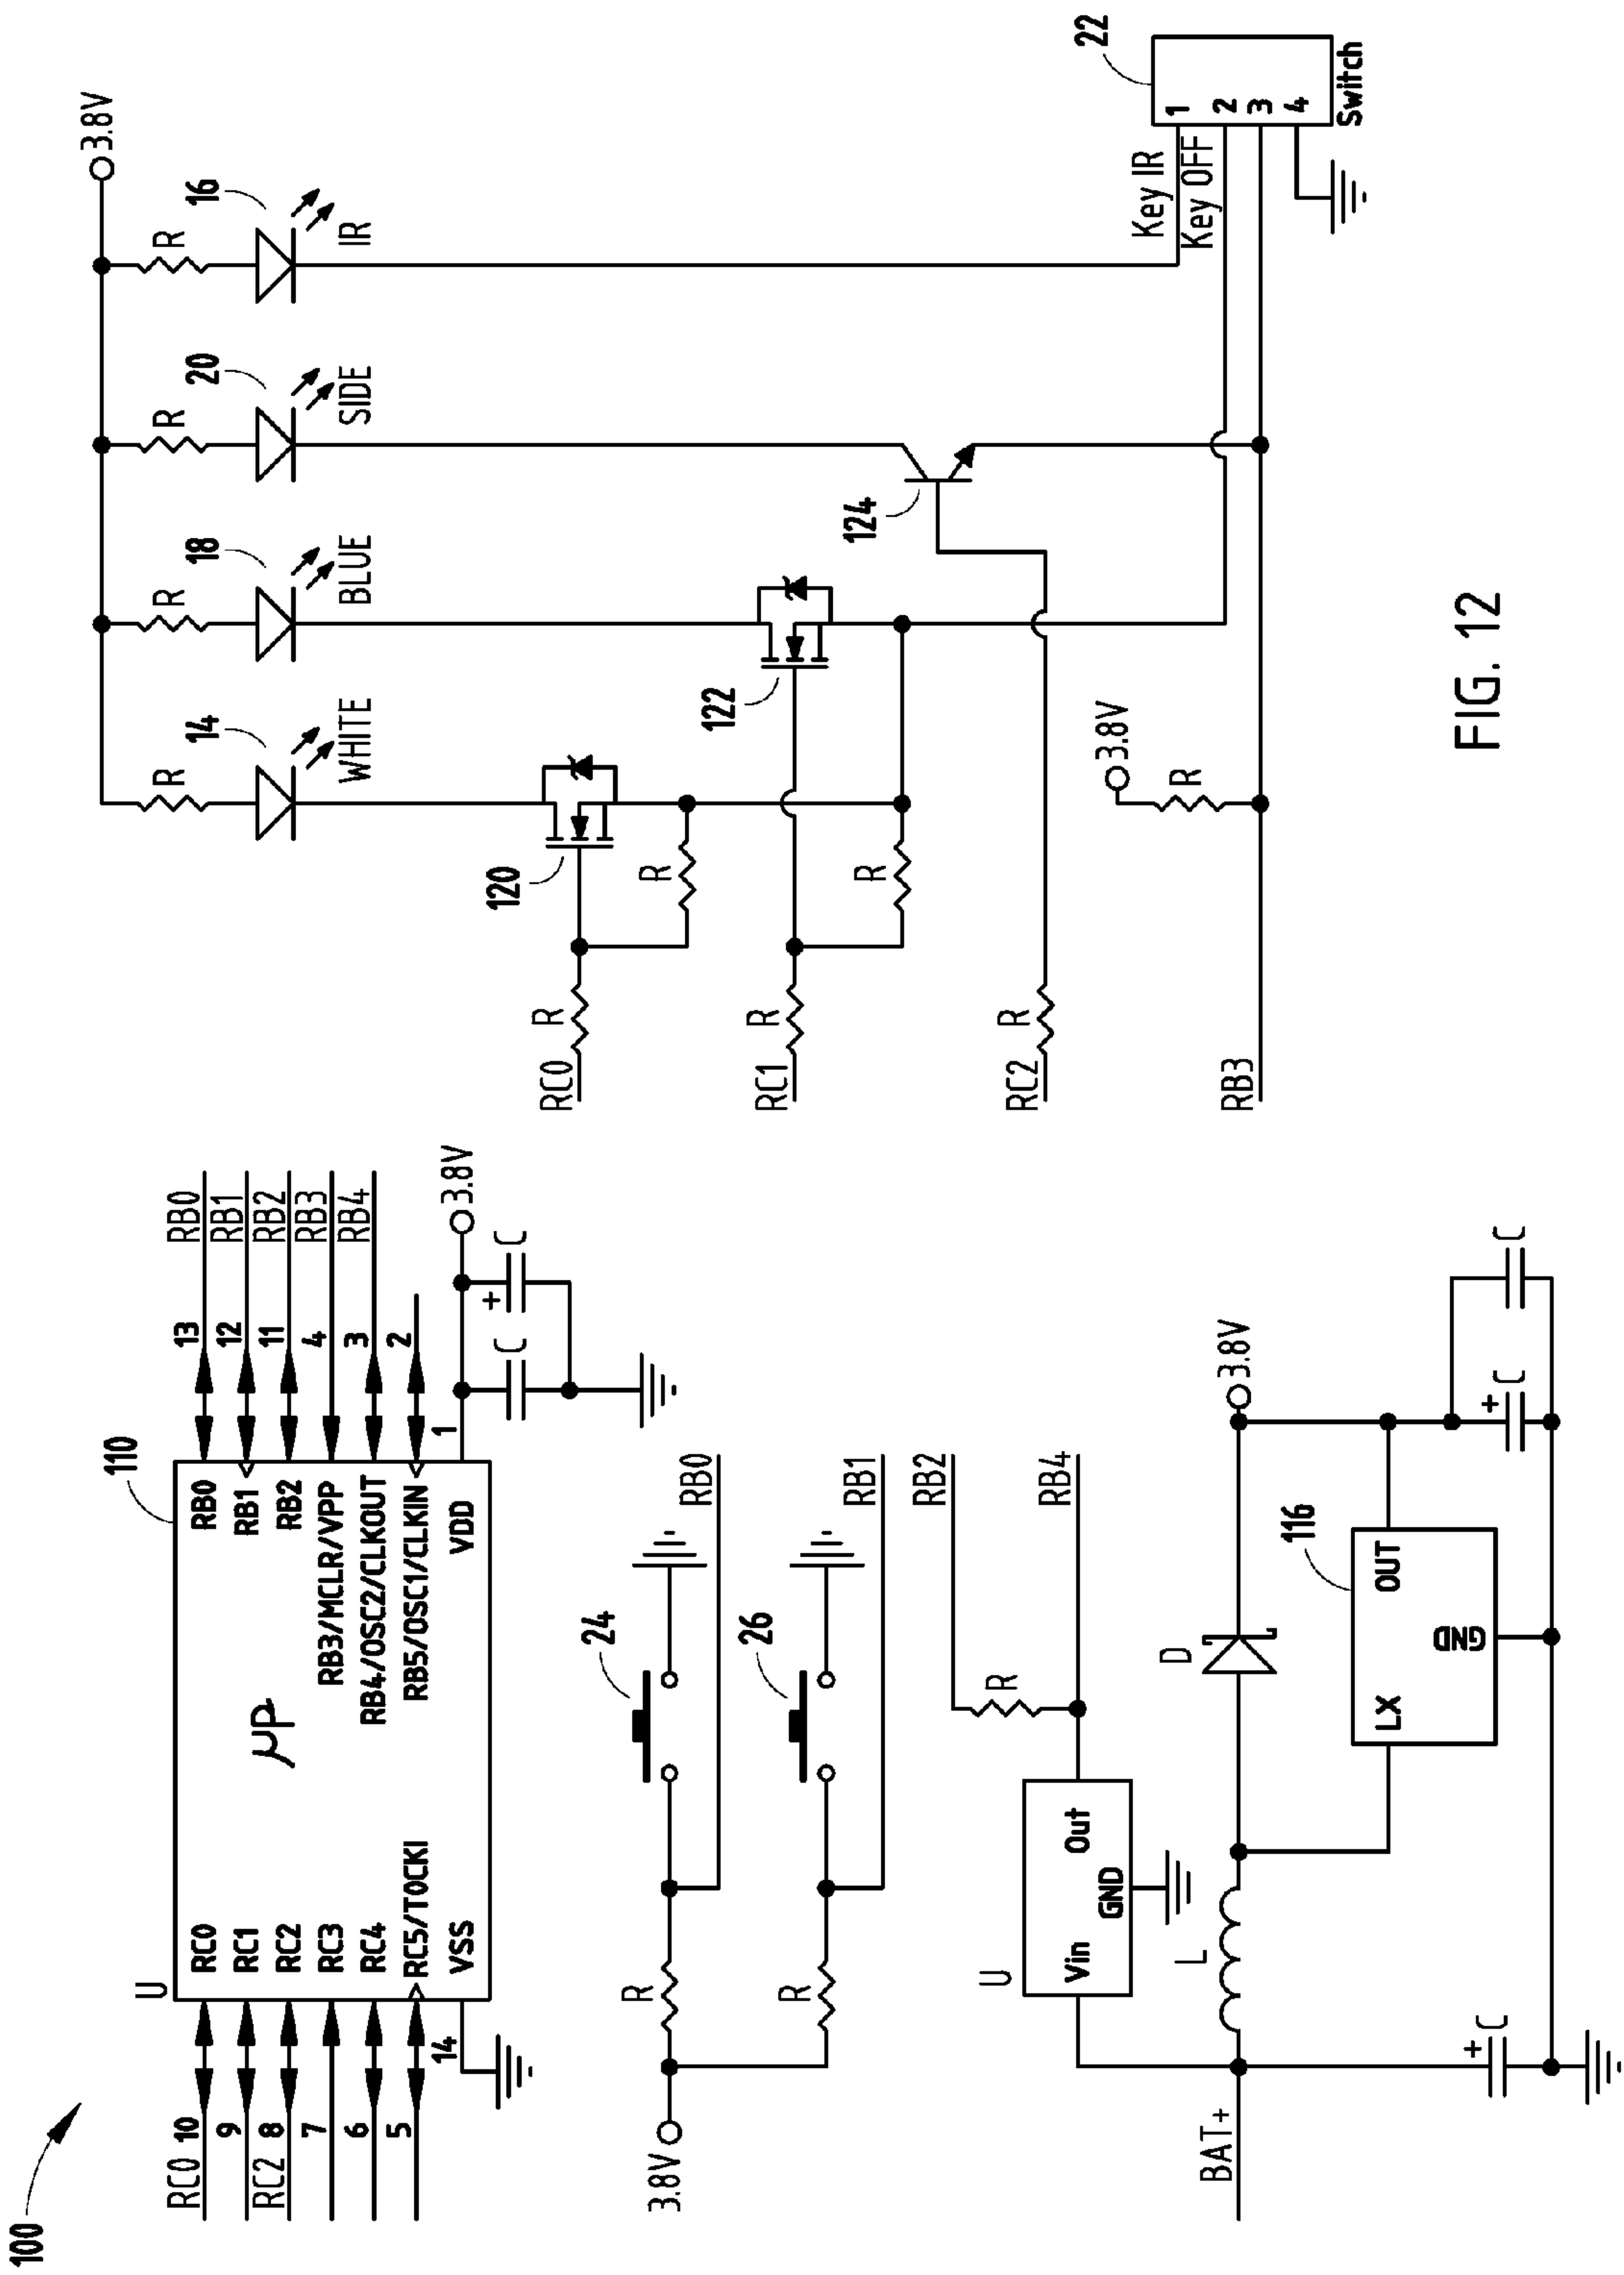 100
U
110
RC0 10
9
RC2 8
7
6
5
14
RC0
RC1
RC2
RC3
RC4
RC5/TOCKI
VSS
μP
RB0
RB1
RB2
RB3/MCLR/VPP
RB4/OSC2/CLKOUT
RB5/OSC1/CLKIN
VDD
13 RB0
12 RB1
11 RB2
4 RB3
3 RB4
2
1
3.8V
C
+
C
3.8V
R
24
RB0
R
26
RB1
U
Vin
Out
GND
R
RB2
RB4
BAT+
L
D
3.8V
116
LX
OUT
GND
+
C
+
C
C
3.8V
R
14
WHITE
R
18
BLUE
R
20
SIDE
R
16
IR
120
RC0
R
R
122
RC1
R
R
124
RC2
R
3.8V
R
RB3
Key IR
Key OFF
22
1
2
3
4
Switch
FIG. 12